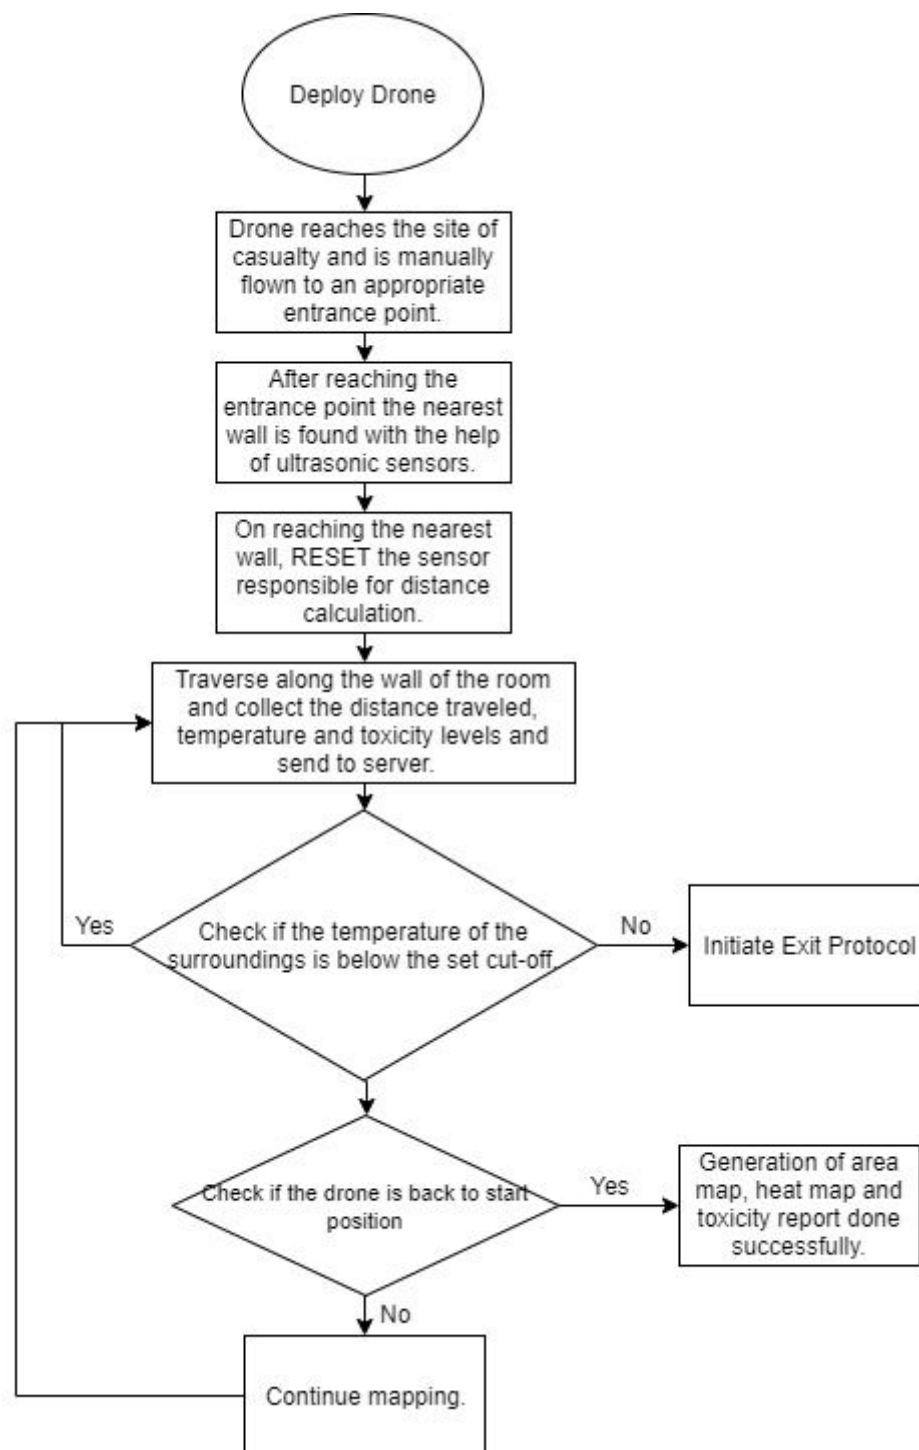 Deploy Drone
Drone reaches the site of
casualty and is manually
flown to an appropriate
entrance point.
After reaching the
entrance point the nearest
wall is found with the help
of ultrasonic sensors.
On reaching the nearest
wall, RESET the sensor
responsible for distance
calculation.
Traverse along the wall of the room
and collect the distance traveled,
temperature and toxicity levels and
send to server.
Yes
Check if the temperature of the
surroundings is below the set cut-off.
No
Initiate Exit Protocol
Check if the drone is back to start
position
Yes
Generation of area
map, heat map and
toxicity report done
successfully.
No
Continue mapping.